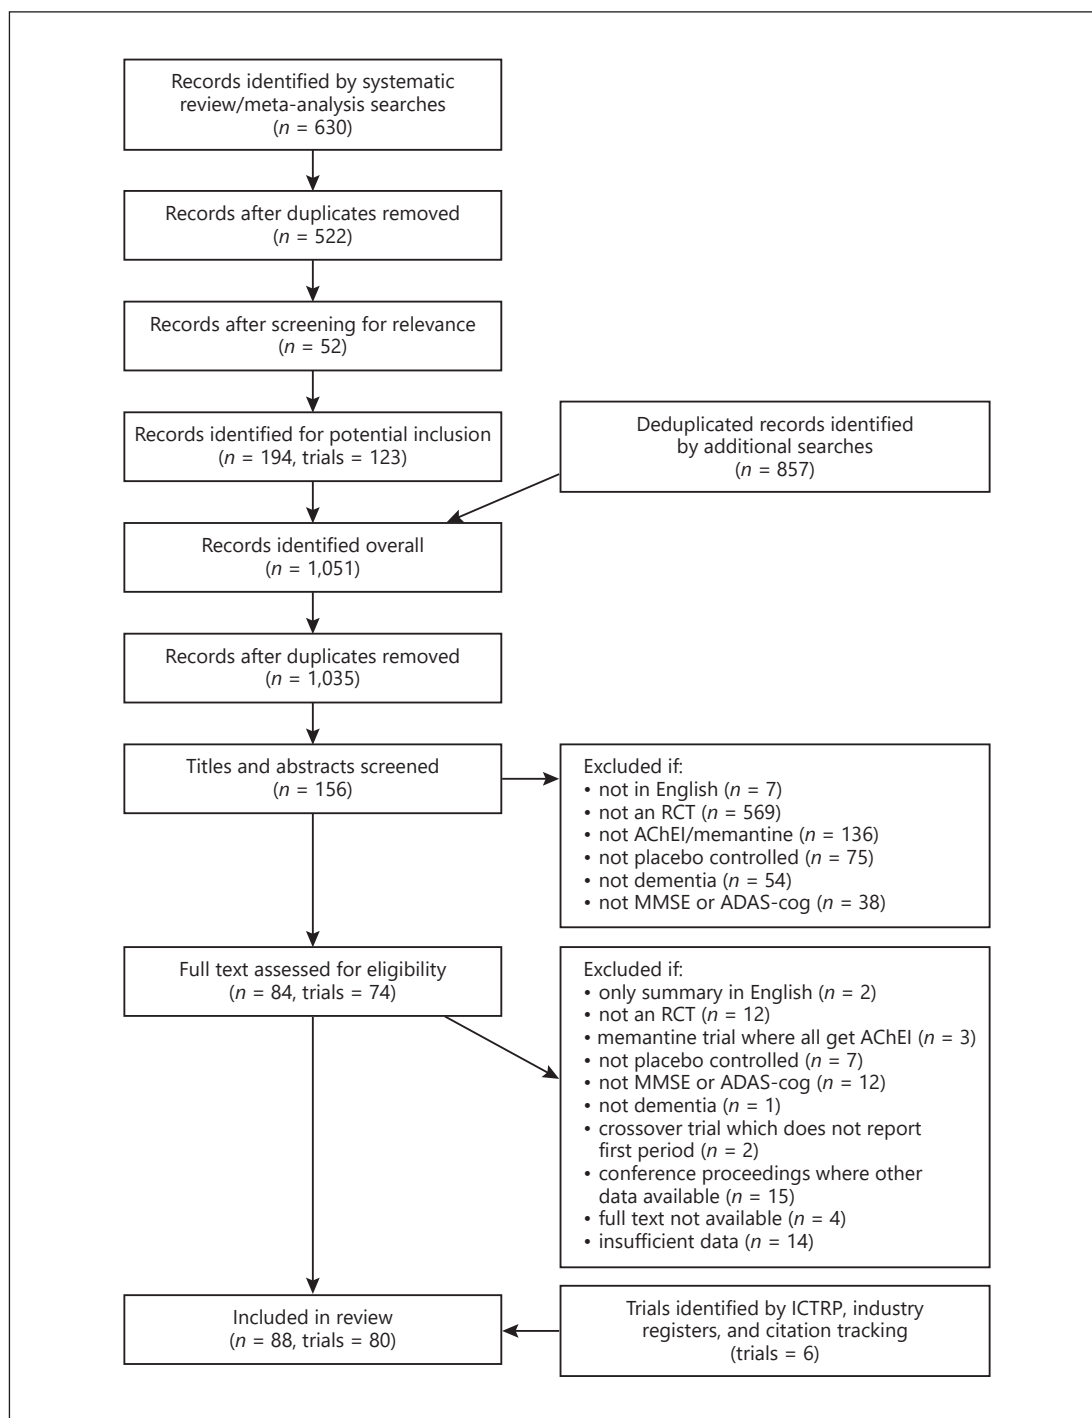 Records identified by systematic
review/meta-analysis searches
(n = 630)
Records after duplicates removed
(n = 522)
Records after screening for relevance
(n = 52)
Records identified for potential inclusion
(n = 194, trials = 123)
Deduplicated records identified
by additional searches
(n = 857)
Records identified overall
(n = 1,051)
Records after duplicates removed
(n = 1,035)
Titles and abstracts screened
(n = 156)
Excluded if:
• not in English (n = 7)
• not an RCT (n = 569)
• not AChEI/memantine (n = 136)
• not placebo controlled (n = 75)
• not dementia (n = 54)
• not MMSE or ADAS-cog (n = 38)
Full text assessed for eligibility
(n = 84, trials = 74)
Excluded if:
• only summary in English (n = 2)
• not an RCT (n = 12)
• memantine trial where all get AChEI (n = 3)
• not placebo controlled (n = 7)
• not MMSE or ADAS-cog (n = 12)
• not dementia (n = 1)
• crossover trial which does not report
first period (n = 2)
• conference proceedings where other
data available (n = 15)
• full text not available (n = 4)
• insufficient data (n = 14)
Included in review
(n = 88, trials = 80)
Trials identified by ICTRP, industry
registers, and citation tracking
(trials = 6)